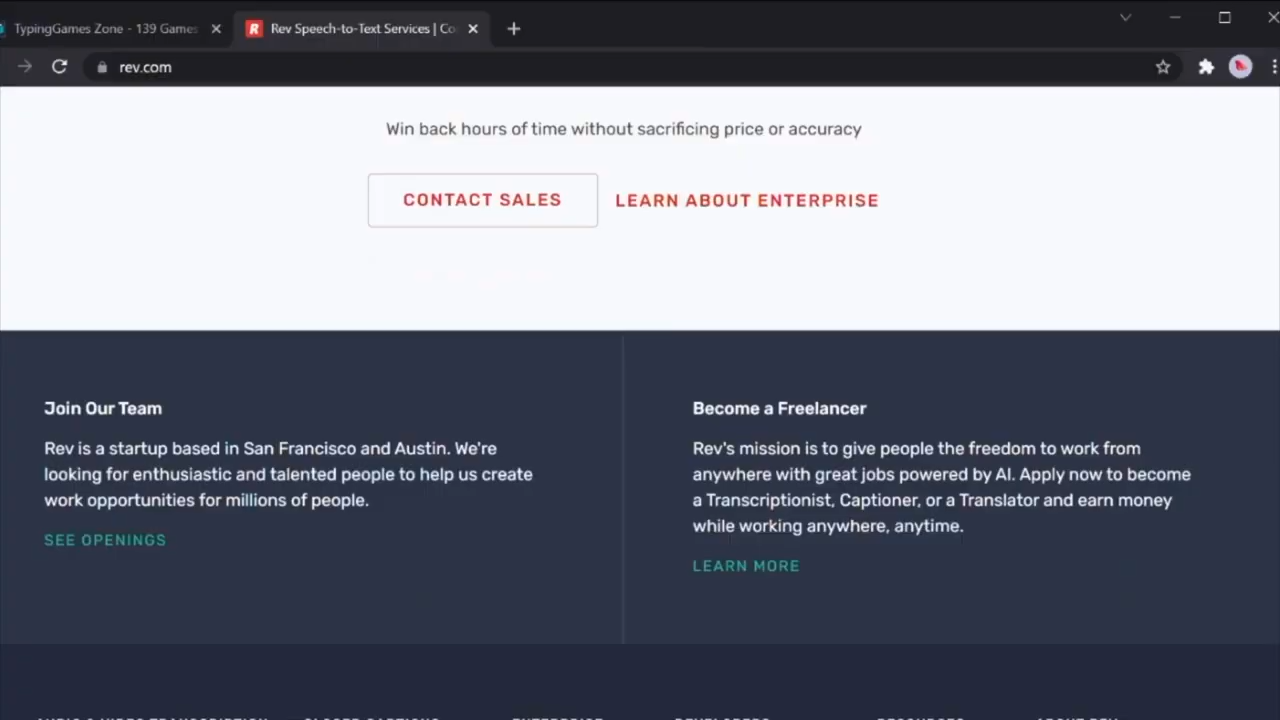 TypingGames Zone - 139 Games
Rev Speech-to-Text Services | Co
rev.com
Win back hours of time without sacrificing price or accuracy
CONTACT SALES
LEARN ABOUT ENTERPRISE
Join Our Team
Rev is a startup based in San Francisco and Austin. We're
looking for enthusiastic and talented people to help us create
work opportunities for millions of people.
SEE OPENINGS
Become a Freelancer
Rev's mission is to give people the freedom to work from
anywhere with great jobs powered by AI. Apply now to become
a Transcriptionist, Captioner, or a Translator and earn money
while working anywhere, anytime.
LEARN MORE